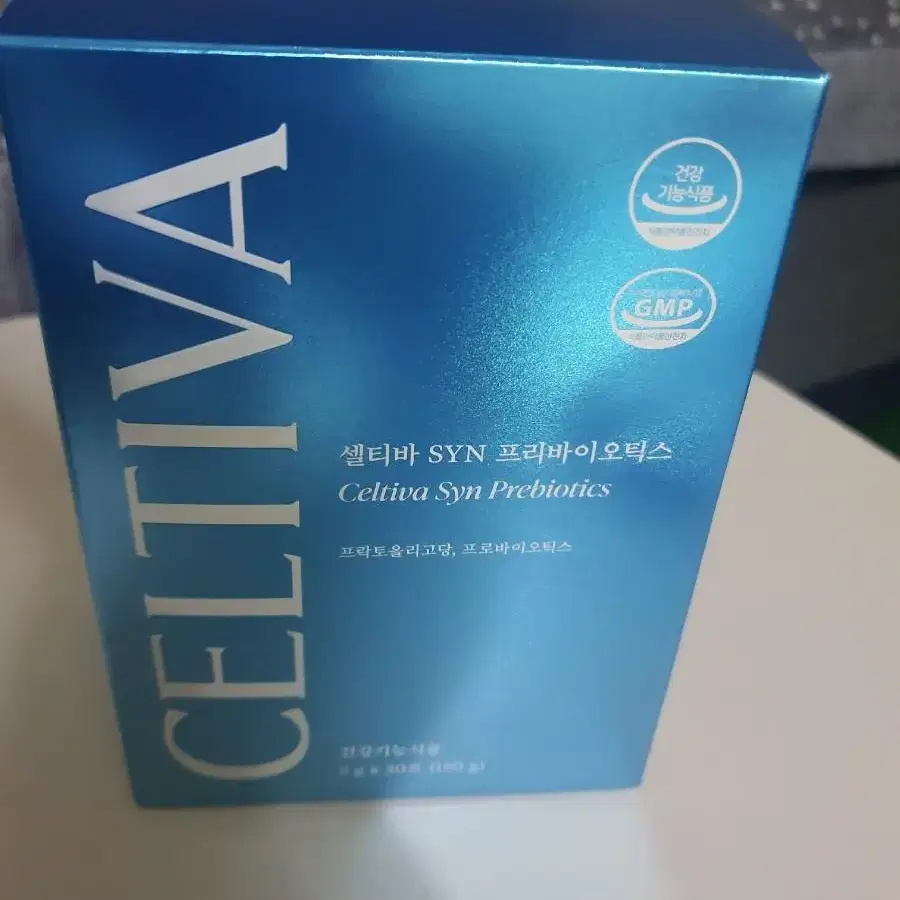 CELTIVA
건강
기능식품
GMP
셀티바 SYN 프리바이오틱스
Celtiva Syn Prebiotics
프락토올리고당, 프로바이오틱스
건강기능식품